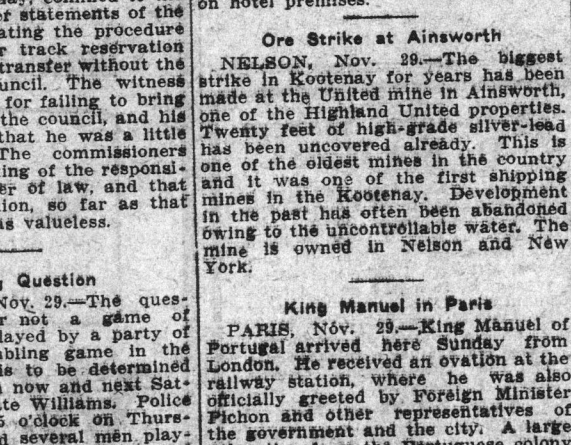 of statements of the
ating the procedure
r track reservation
transfer without the
uncil. The witness
for failing to bring
the council, and his
that he was a little
The commissioners
ing of the responsi-
er of law, and that
ion, so far as that
as valueless.
Question
Nov. 29.—The ques-
r not a game of
layed by a party of
mbling game in the
is to be determined
now and next Sat-
te Williams. Police
o'clock on Thurs-
d several men play-
on hotel premises.
Ore Strike at Ainsworth
NELSON, Nov. 29.—The biggest
strike in Kootenay for years has been
made at the United mine in Ainsworth,
one of the Highland United properties.
Twenty feet of high-grade silver-lead
has been uncovered already. This is
one of the oldest mines in the country
and it was one of the first shipping
mines in the Kootenay. Development
in the past has often been abandoned
owing to the uncontrollable water. The
mine is owned in Nelson and New
York.
King Manuel in Paris
PARIS, Nov. 29.—King Manuel of
Portugal arrived here Sunday from
London. He received an ovation at the
railway station, where he was also
officially greeted by Foreign Minister
Pichon and other representatives of
the government and the city. A large